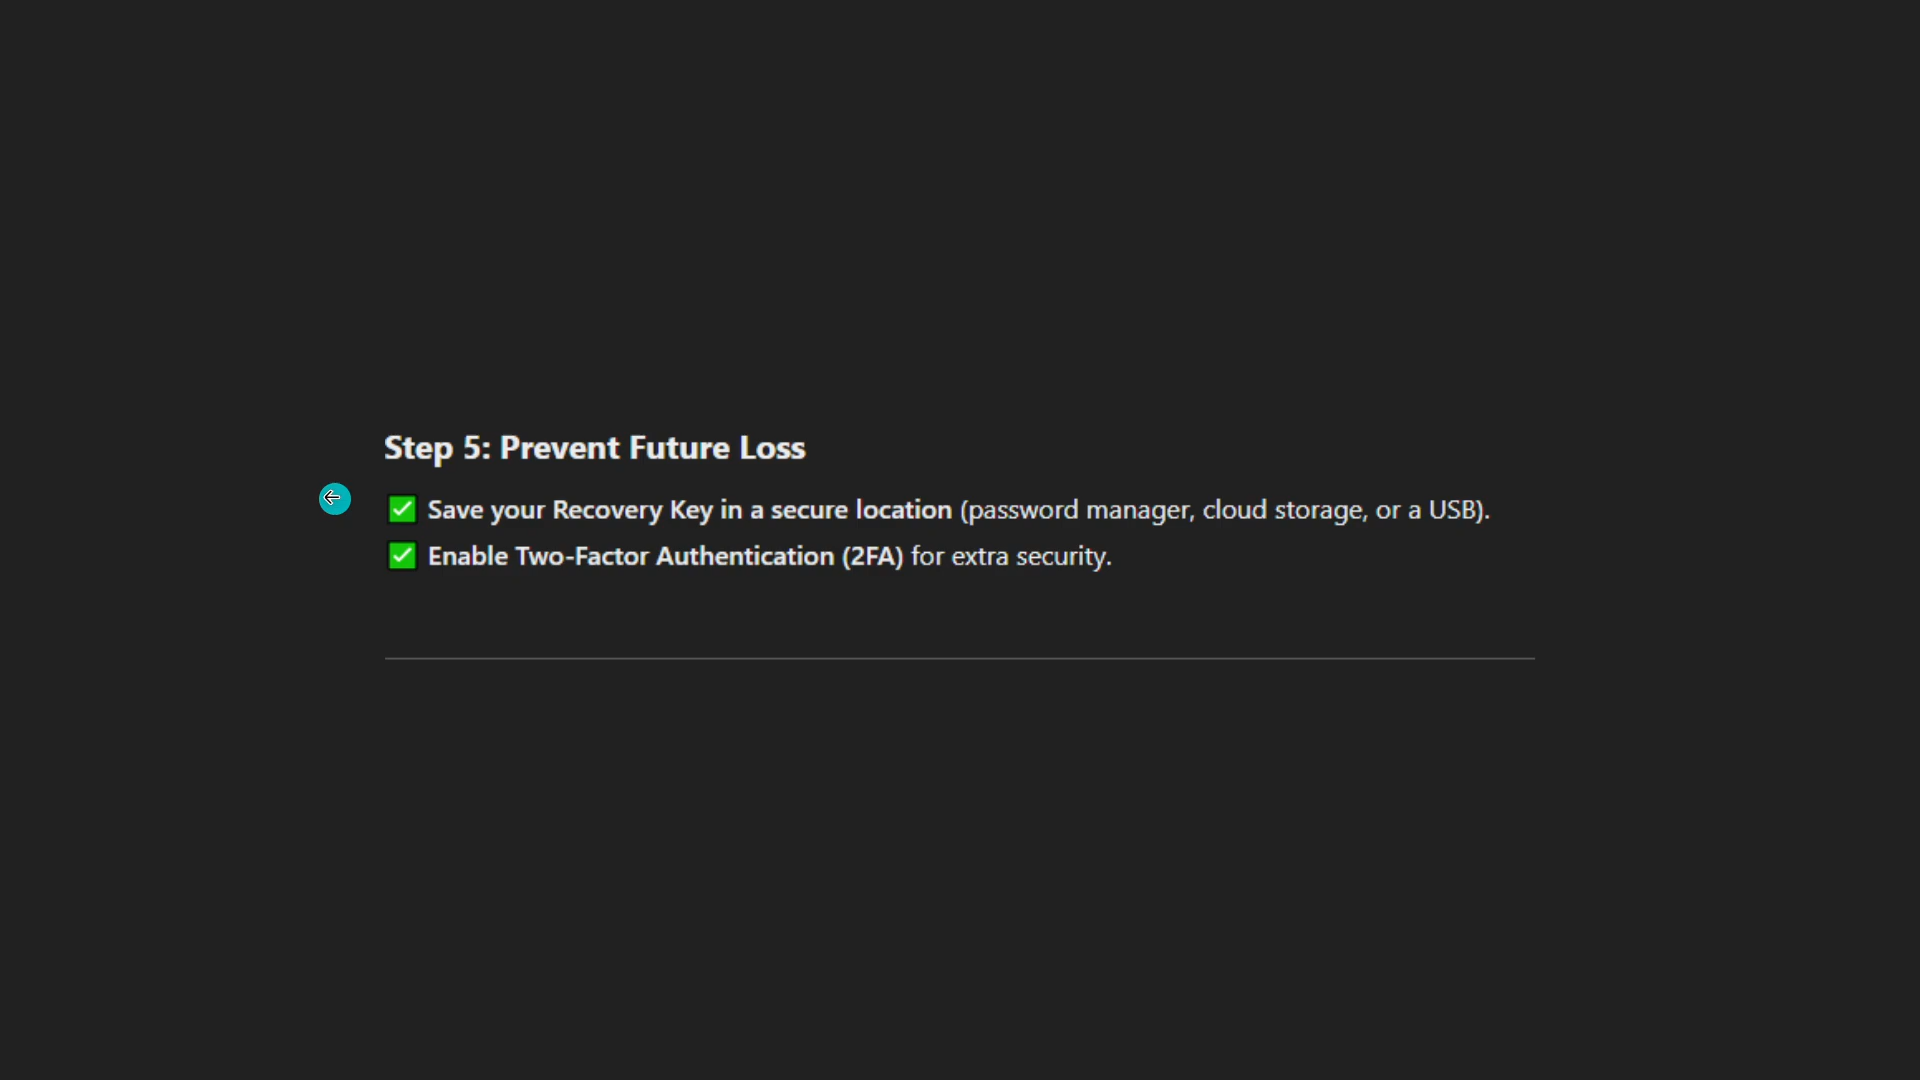 Step 5: Prevent Future Loss
✅ Save your Recovery Key in a secure location (password manager, cloud storage, or a USB).
✅ Enable Two-Factor Authentication (2FA) for extra security.